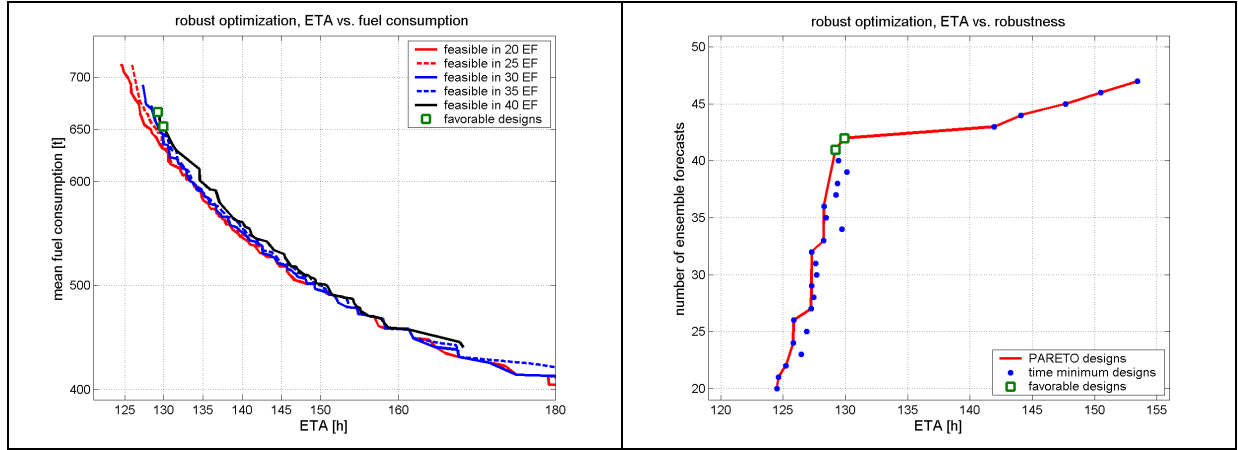 robust optimization, ETA vs. fuel consumption
mean fuel consumption [t]
700
650
600
500
400
feasible in 20 EF
feasible in 25 EF
feasible in 30 EF
feasible in 35 EF
feasible in 40 EF
favorable designs
125 130 135 140 145 150 160 180
ETA [h]
robust optimization, ETA vs. robustness
number of ensemble forecasts
50
45
40
35
30
25
20
PARETO designs
time minimum designs
favorable designs
120 125 130 135 140 145 150 155
ETA [h]